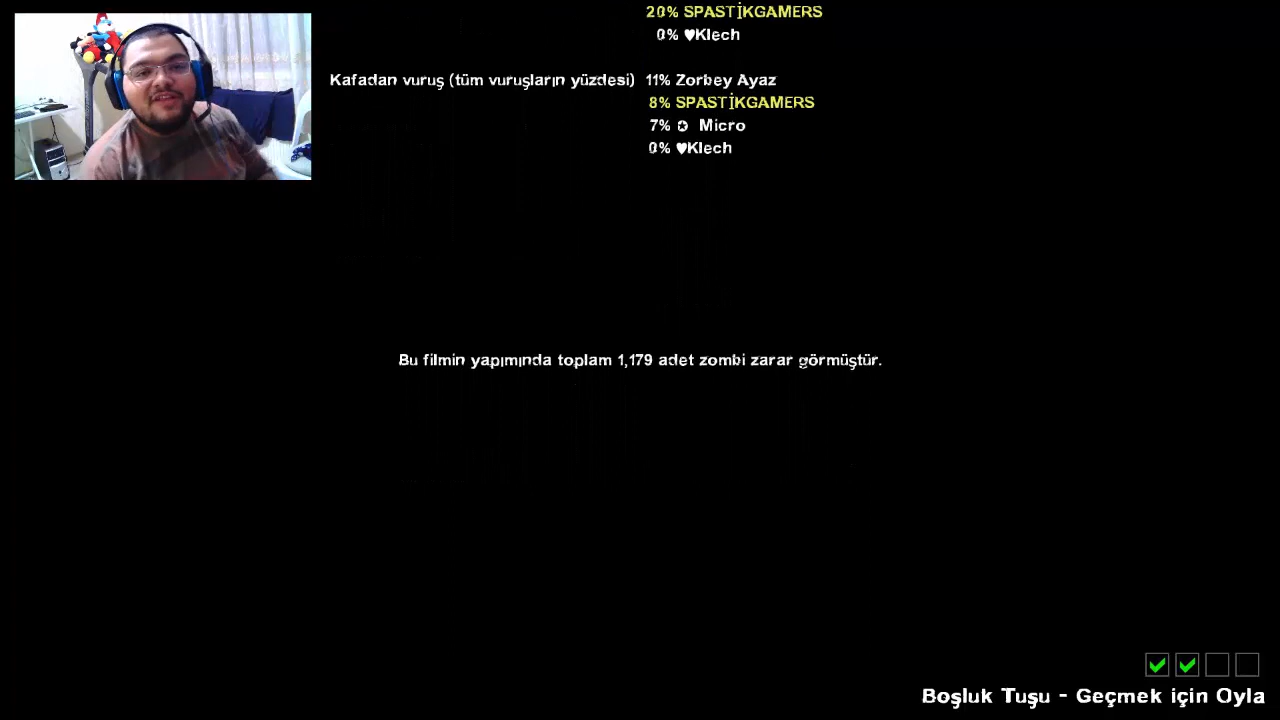 20% SPASTİKGAMERS
0% ♥Klech
Kafadan vuruş (tüm vuruşların yüzdesi) 11% Zorbey Ayaz
8% SPASTİKGAMERS
7% ✪ Micro
0% ♥Klech
Bu filmin yapımında toplam 1,179 adet zombi zarar görmüştür.
Boşluk Tuşu - Geçmek için Oyla